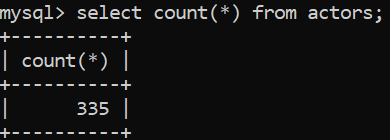 mysql> select count(*) from actors;
+----------+
| count(*) |
+----------+
|      335 |
+----------+